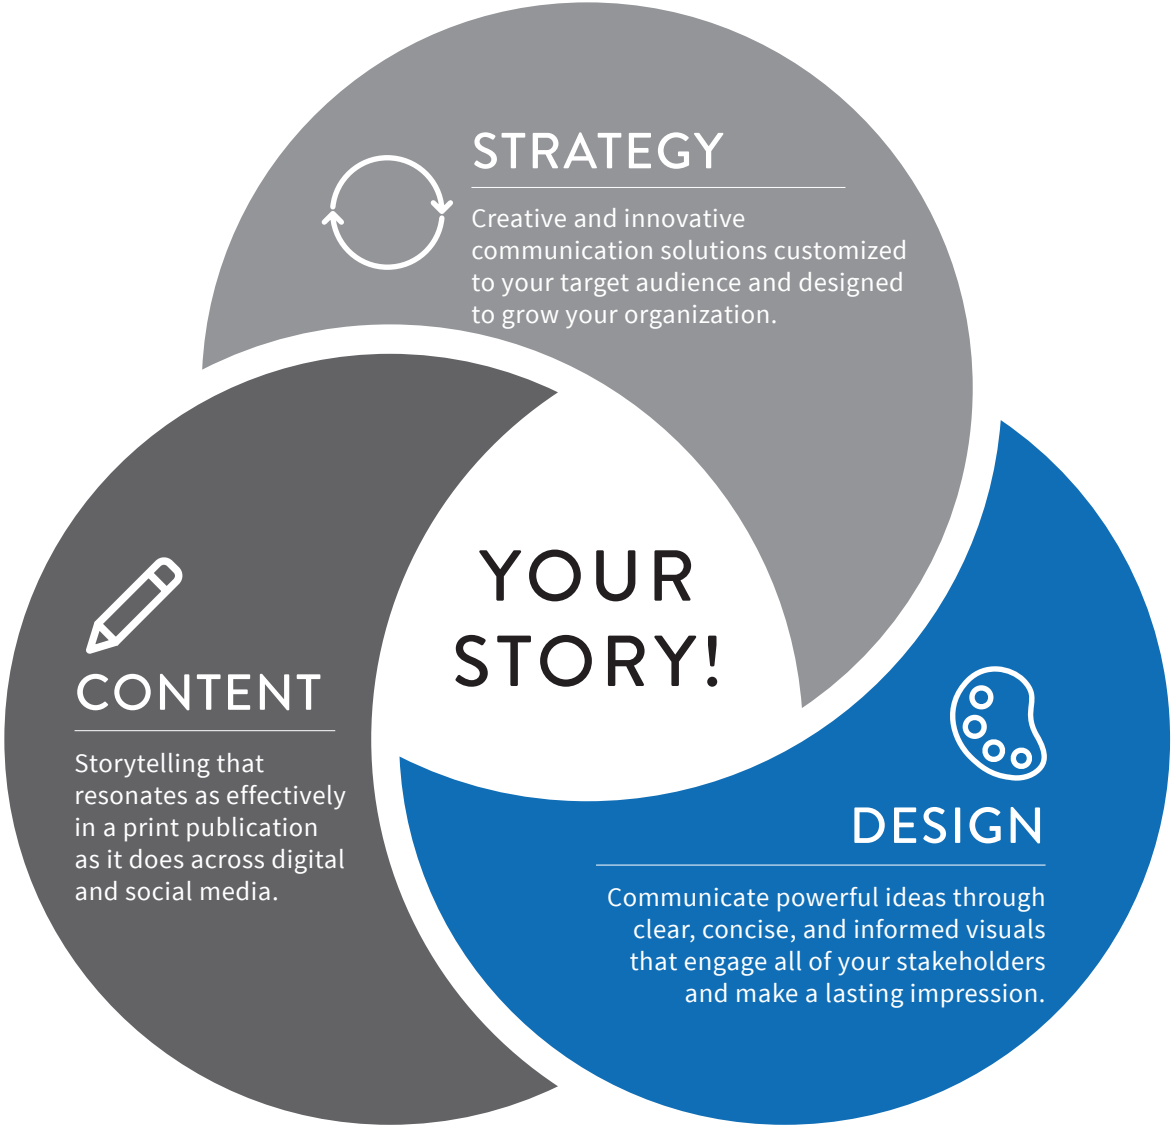 STRATEGY
Creative and innovative
communication solutions customized
to your target audience and designed
to grow your organization.
YOUR
STORY!
CONTENT
Storytelling that
resonates as effectively
in a print publication
as it does across digital
and social media.
DESIGN
Communicate powerful ideas through
clear, concise, and informed visuals
that engage all of your stakeholders
and make a lasting impression.